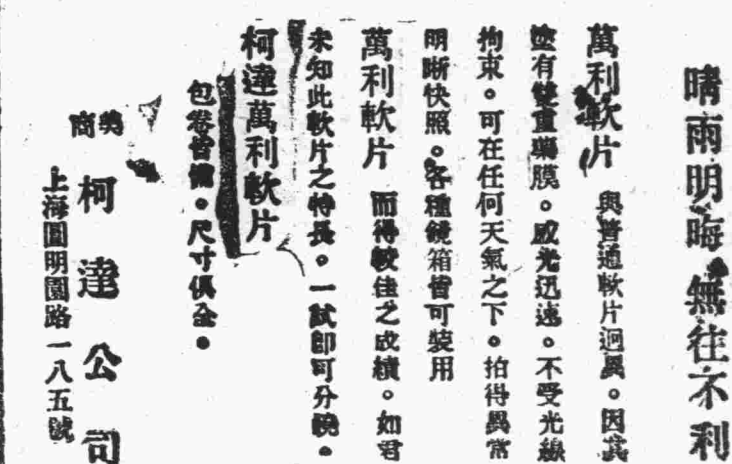 晴雨明晦 無往不利
萬利軟片 與普通軟片迥異。因其
塗有雙重藥膜。感光迅速。不受光線
拘束。可在任何天氣之下。拍得異常
明晰快照。各種鏡箱皆可裝用
萬利軟片 而得較佳之成績。如君
未知此軟片之特長。一試即可分曉。
柯達萬利軟片
包卷皆備。尺寸俱全。
美商 柯達公司
上海圓明園路一八五號